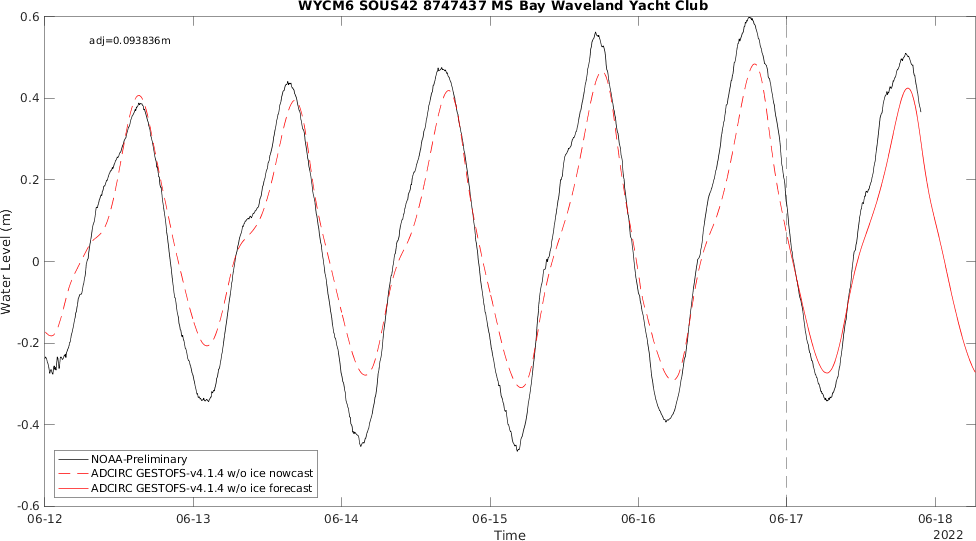 WYCM6 SOUS42 8747437 MS Bay Waveland Yacht Club
adj=0.093836m
0.6
0.4
0.2
0
-0.2
-0.4
-0.6
Water Level (m)
NOAA-Preliminary
ADCIRC GESTOFS-v4.1.4 w/o ice nowcast
ADCIRC GESTOFS-v4.1.4 w/o ice forecast
06-12 06-13 06-14 06-15 06-16 06-17 06-18
Time
2022